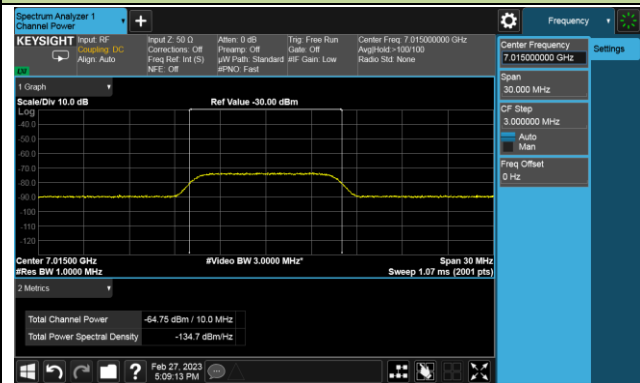 Spectrum Analyzer 1
Channel Power
Frequency
KEYSIGHT
Input: RF
Coupling: DC
Align: Auto
Input Z: 50 Ω
Corrections: Off
Freq Ref: Int (S)
NFE: Off
Atten: 0 dB
Preamp: Off
µW Path: Standard
#PNO: Fast
Trig: Free Run
Gate: Off
#IF Gain: Low
Center Freq: 7.015000000 GHz
Avg|Hold:>100/100
Radio Std: None
1 Graph
Scale/Div 10.0 dB
Ref Value -30.00 dBm
Log
-40.0
-50.0
-60.0
-70.0
-80.0
-90.0
-100
-110
-120
Center 7.01500 GHz
#Video BW 3.0000 MHz*
Span 30 MHz
#Res BW 1.0000 MHz
Sweep 1.07 ms (2001 pts)
2 Metrics
Total Channel Power -64.75 dBm / 10.0 MHz
Total Power Spectral Density -134.7 dBm/Hz
?
Feb 27, 2023
5:09:13 PM
Center Frequency
7.015000000 GHz
Settings
Span
30.000 MHz
CF Step
3.000000 MHz
Auto
Man
Freq Offset
0 Hz